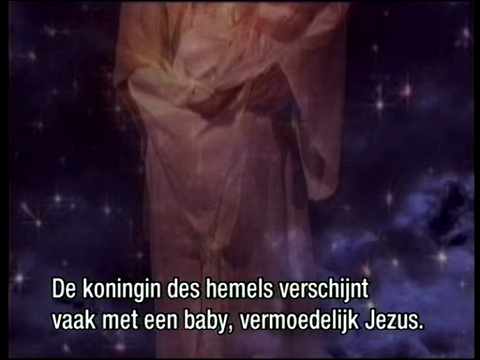 De koningin des hemels verschijnt
vaak met een baby, vermoedelijk Jezus.